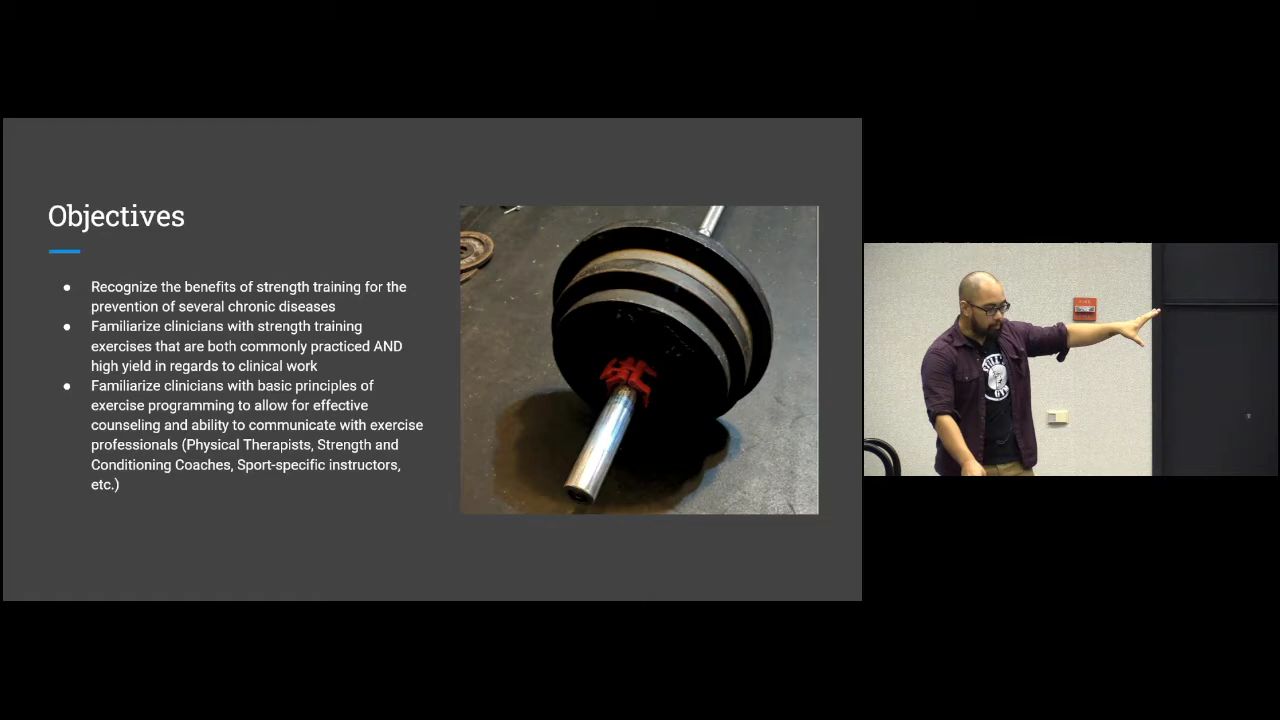 Objectives
● Recognize the benefits of strength training for the
prevention of several chronic diseases
● Familiarize clinicians with strength training
exercises that are both commonly practiced AND
high yield in regards to clinical work
● Familiarize clinicians with basic principles of
exercise programming to allow for effective
counseling and ability to communicate with exercise
professionals (Physical Therapists, Strength and
Conditioning Coaches, Sport-specific instructors,
etc.)
FIRE
GYM